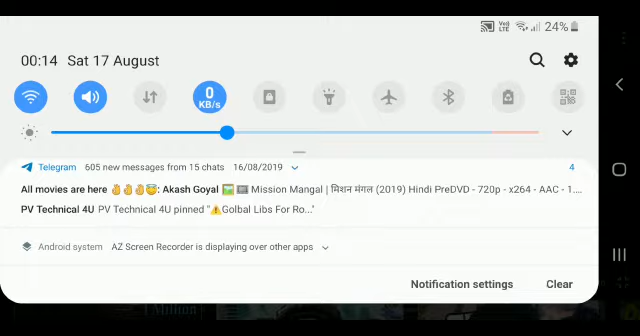 VoLTE 24%
00:14 Sat 17 August
0 KB/s
Telegram 605 new messages from 15 chats 16/08/2019 4
All movies are here 🤚🤚🤚😇: Akash Goyal 🖼️ 🎞️ Mission Mangal | मिशन मंगल (2019) Hindi PreDVD - 720p - x264 - AAC - 1....
PV Technical 4U PV Technical 4U pinned "⚠️Golbal Libs For Ro..."
Android system AZ Screen Recorder is displaying over other apps
Notification settings Clear
1 Million